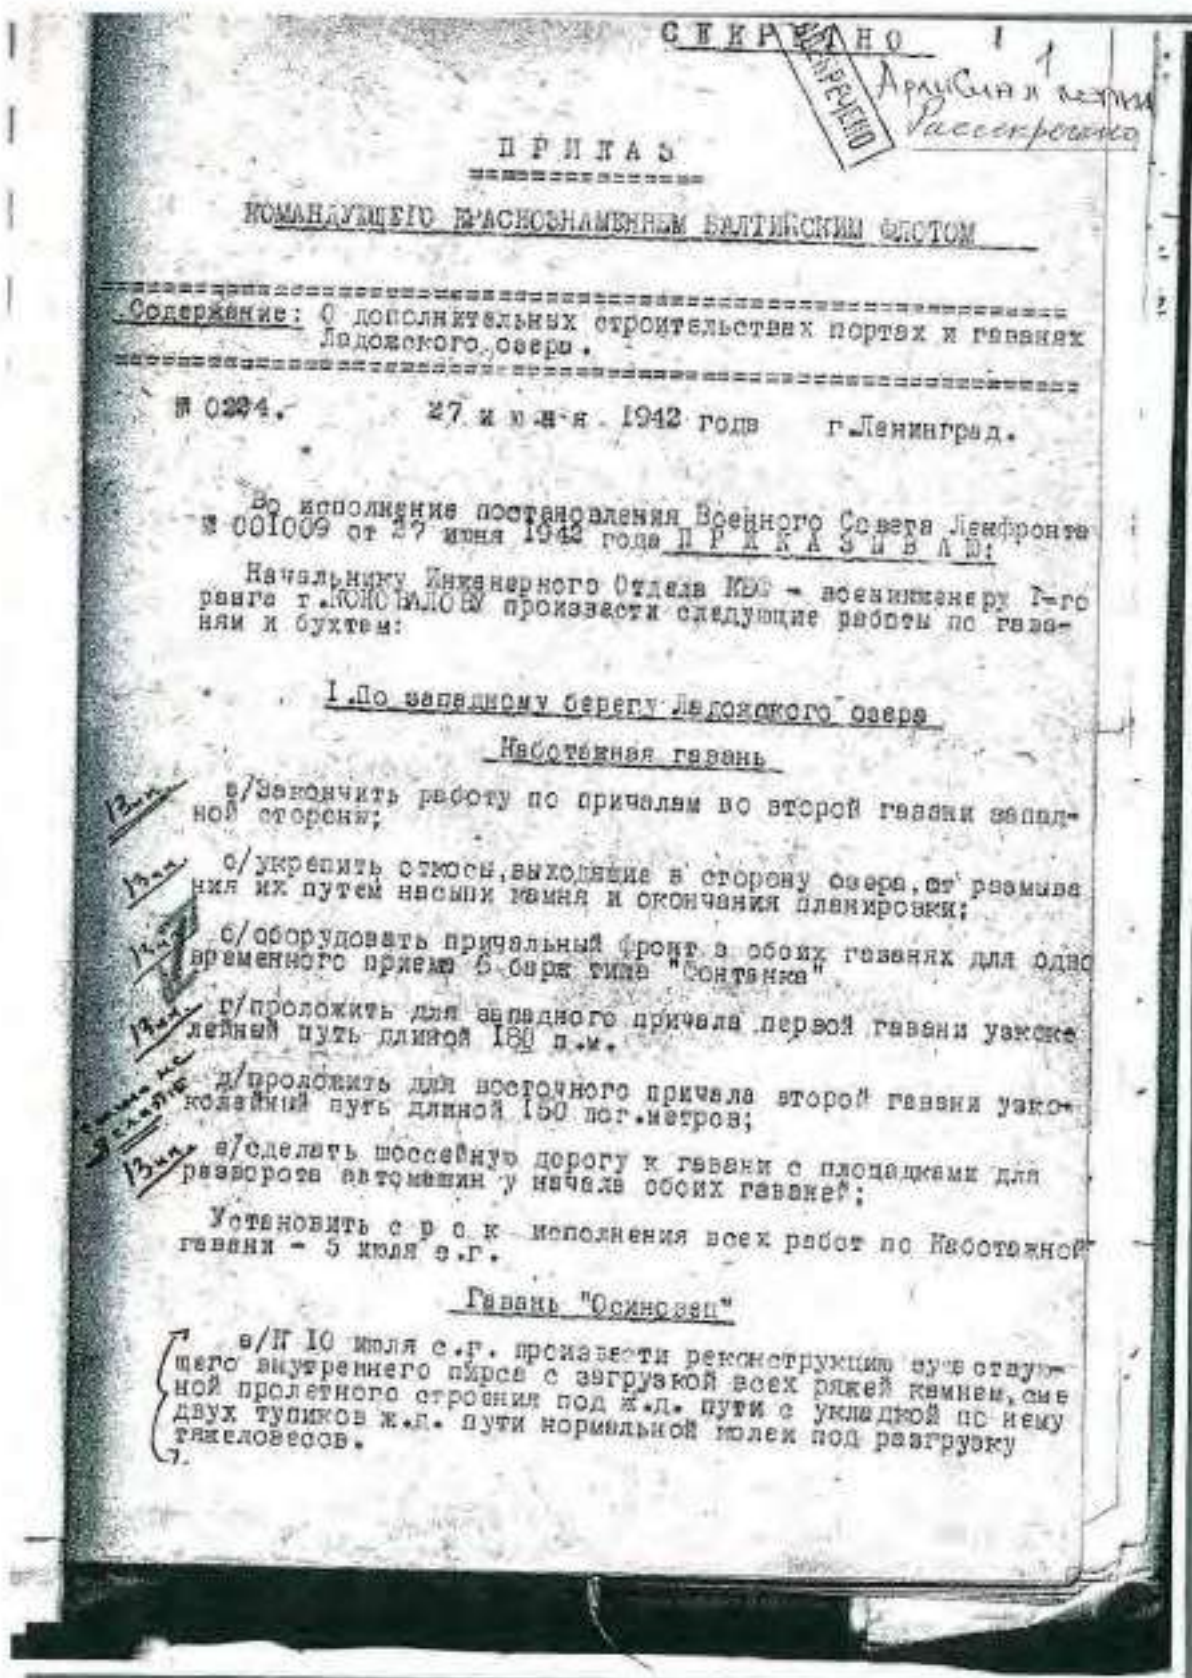 СЕКРЕТНО
РАССЕКРЕЧЕНО
Рассекречено
ПРИКАЗ
КОМАНДУЮЩЕГО КРАСНОЗНАМЕННЫМ БАЛТИЙСКИМ ФЛОТОМ
Содержание: О дополнительных строительствах портах и гаванях
Ладожского озера.
27 июня 1942 года г.Ленинград.
Во исполнение постановления Военного Совета Ленфронта
№ 001009 от 27 июня 1942 года П Р И К А З Ы В А Ю:
Начальнику Инженерного Отдела КБФ - военинженеру I-го
ранга т.КОНОВАЛОВУ произвести следующие работы по гава-
ням и бухтам:
I.По западному берегу Ладожского озера
Каботажная гавань
а/Закончить работу по причалам во второй гавани запад-
ной стороны;
с/укрепить откосы,выходящие в сторону озера,от размыва
ния их путем насыпи камня и окончания планировки;
б/оборудовать причальный фронт в обоих гаванях для одно
временного приема 6 барж типа "Фонтанка"
г/проложить для западного причала первой гавани узкоко
лейный путь длиной 180 п.м.
д/проложить для восточного причала второй гавани узко-
колейный путь длиной 150 пог.метров;
е/сделать шоссейную дорогу к гавани с площадками для
разворота автомашин у начала обоих гаваней;
Установить с р о к исполнения всех работ по Каботажной
гавани - 5 июля с.г.
Гавань "Осиновец"
а/К 10 июля с.г. произвести реконструкцию существую-
щего внутреннего пирса с загрузкой всех ряжей камнем,сме
ной пролетного строения под ж.д. пути с укладкой по нему
двух тупиков ж.д. пути нормальной колеи под разгрузку
тяжеловесов.